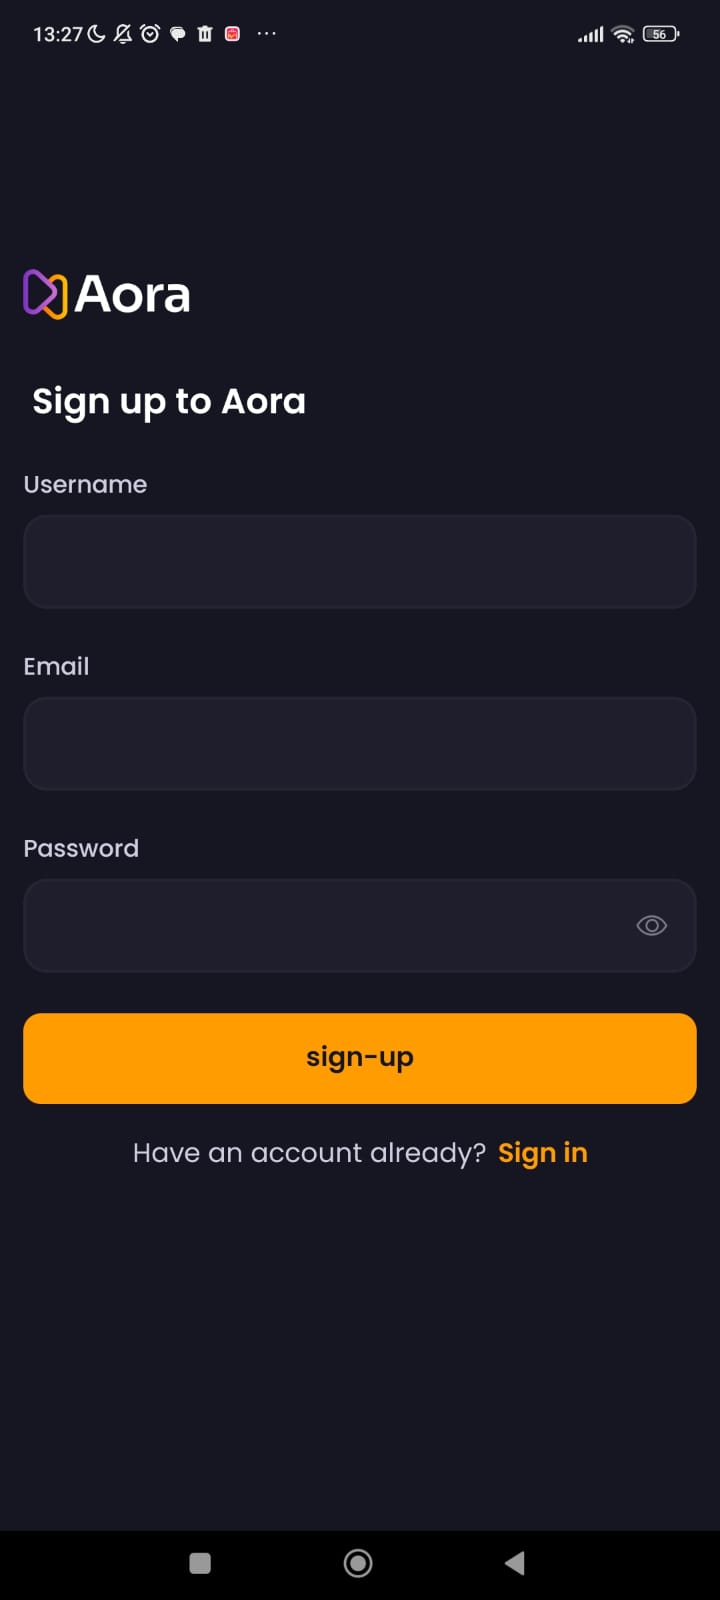 13:27 ... 56
Aora
Sign up to Aora
Username
Email
Password
sign-up
Have an account already? Sign in